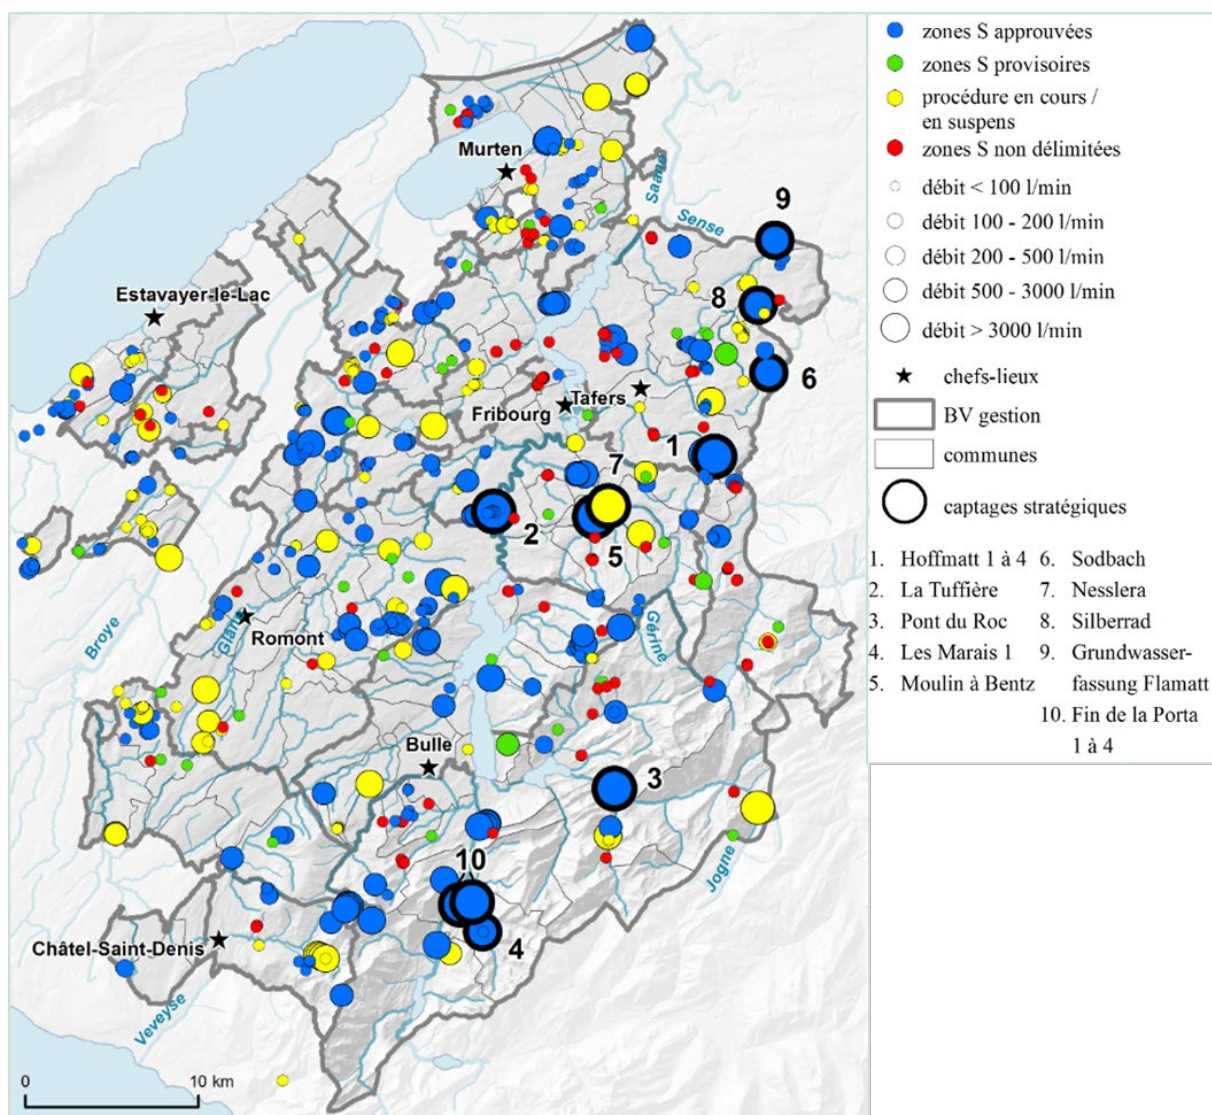 zones S approuvées
zones S provisoires
procédure en cours /
en suspens
zones S non délimitées
débit < 100 l/min
débit 100 - 200 l/min
débit 200 - 500 l/min
débit 500 - 3000 l/min
débit > 3000 l/min
chefs-lieux
BV gestion
communes
captages stratégiques
1. Hoffmatt 1 à 4
2. La Tuffière
3. Pont du Roc
4. Les Marais 1
5. Moulin à Bentz
6. Sodbach
7. Nesslera
8. Silberrad
9. Grundwasser-
fassung Flamatt
10. Fin de la Porta
1 à 4
Murten
Saane
Sense
9
Estavayer-le-Lac
8
6
Tafers
Fribourg
1
7
2
5
Broye
Glâne
Romont
Gérine
Bulle
3
Jogne
10
4
Châtel-Saint-Denis
Veveyse
0 10 km